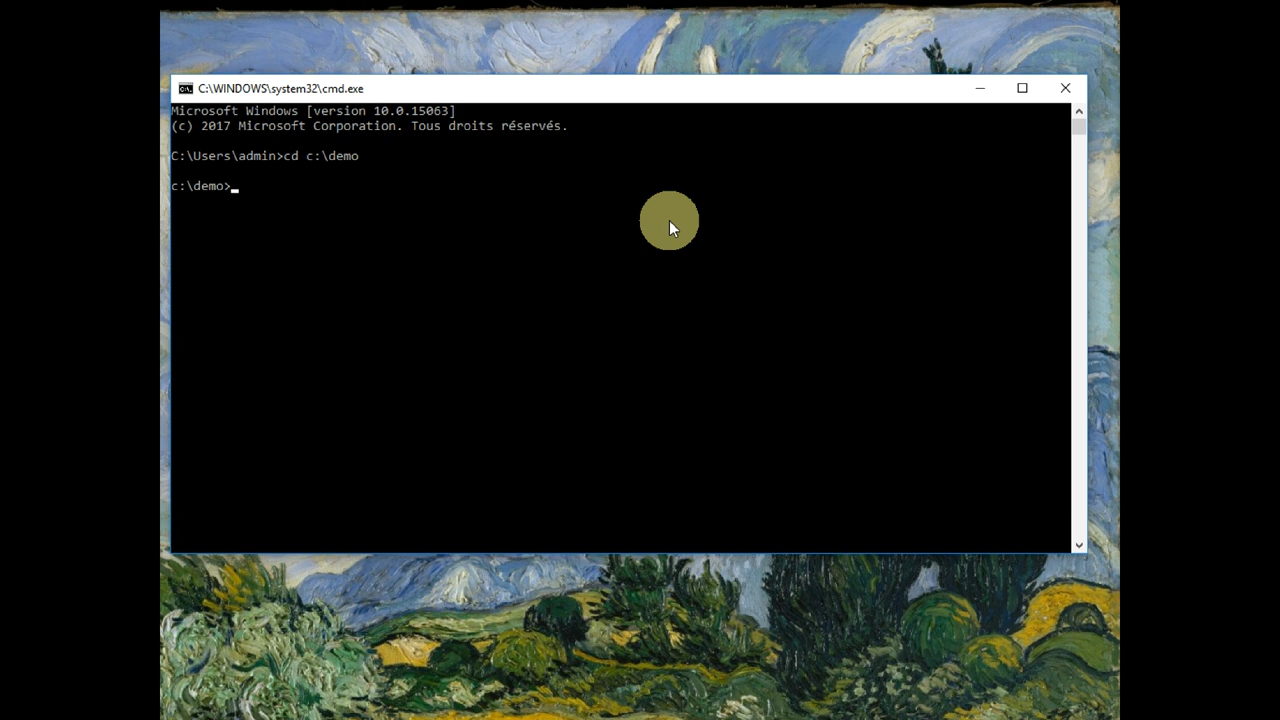 C:\WINDOWS\system32\cmd.exe
Microsoft Windows [version 10.0.15063]
(c) 2017 Microsoft Corporation. Tous droits réservés.
C:\Users\admin>cd c:\demo
c:\demo>